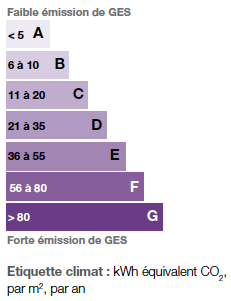 Faible émission de GES
< 5 A
6 à 10 B
11 à 20 C
21 à 35 D
36 à 55 E
56 à 80 F
> 80 G
Forte émission de GES
Etiquette climat : kWh équivalent CO₂,
par m², par an